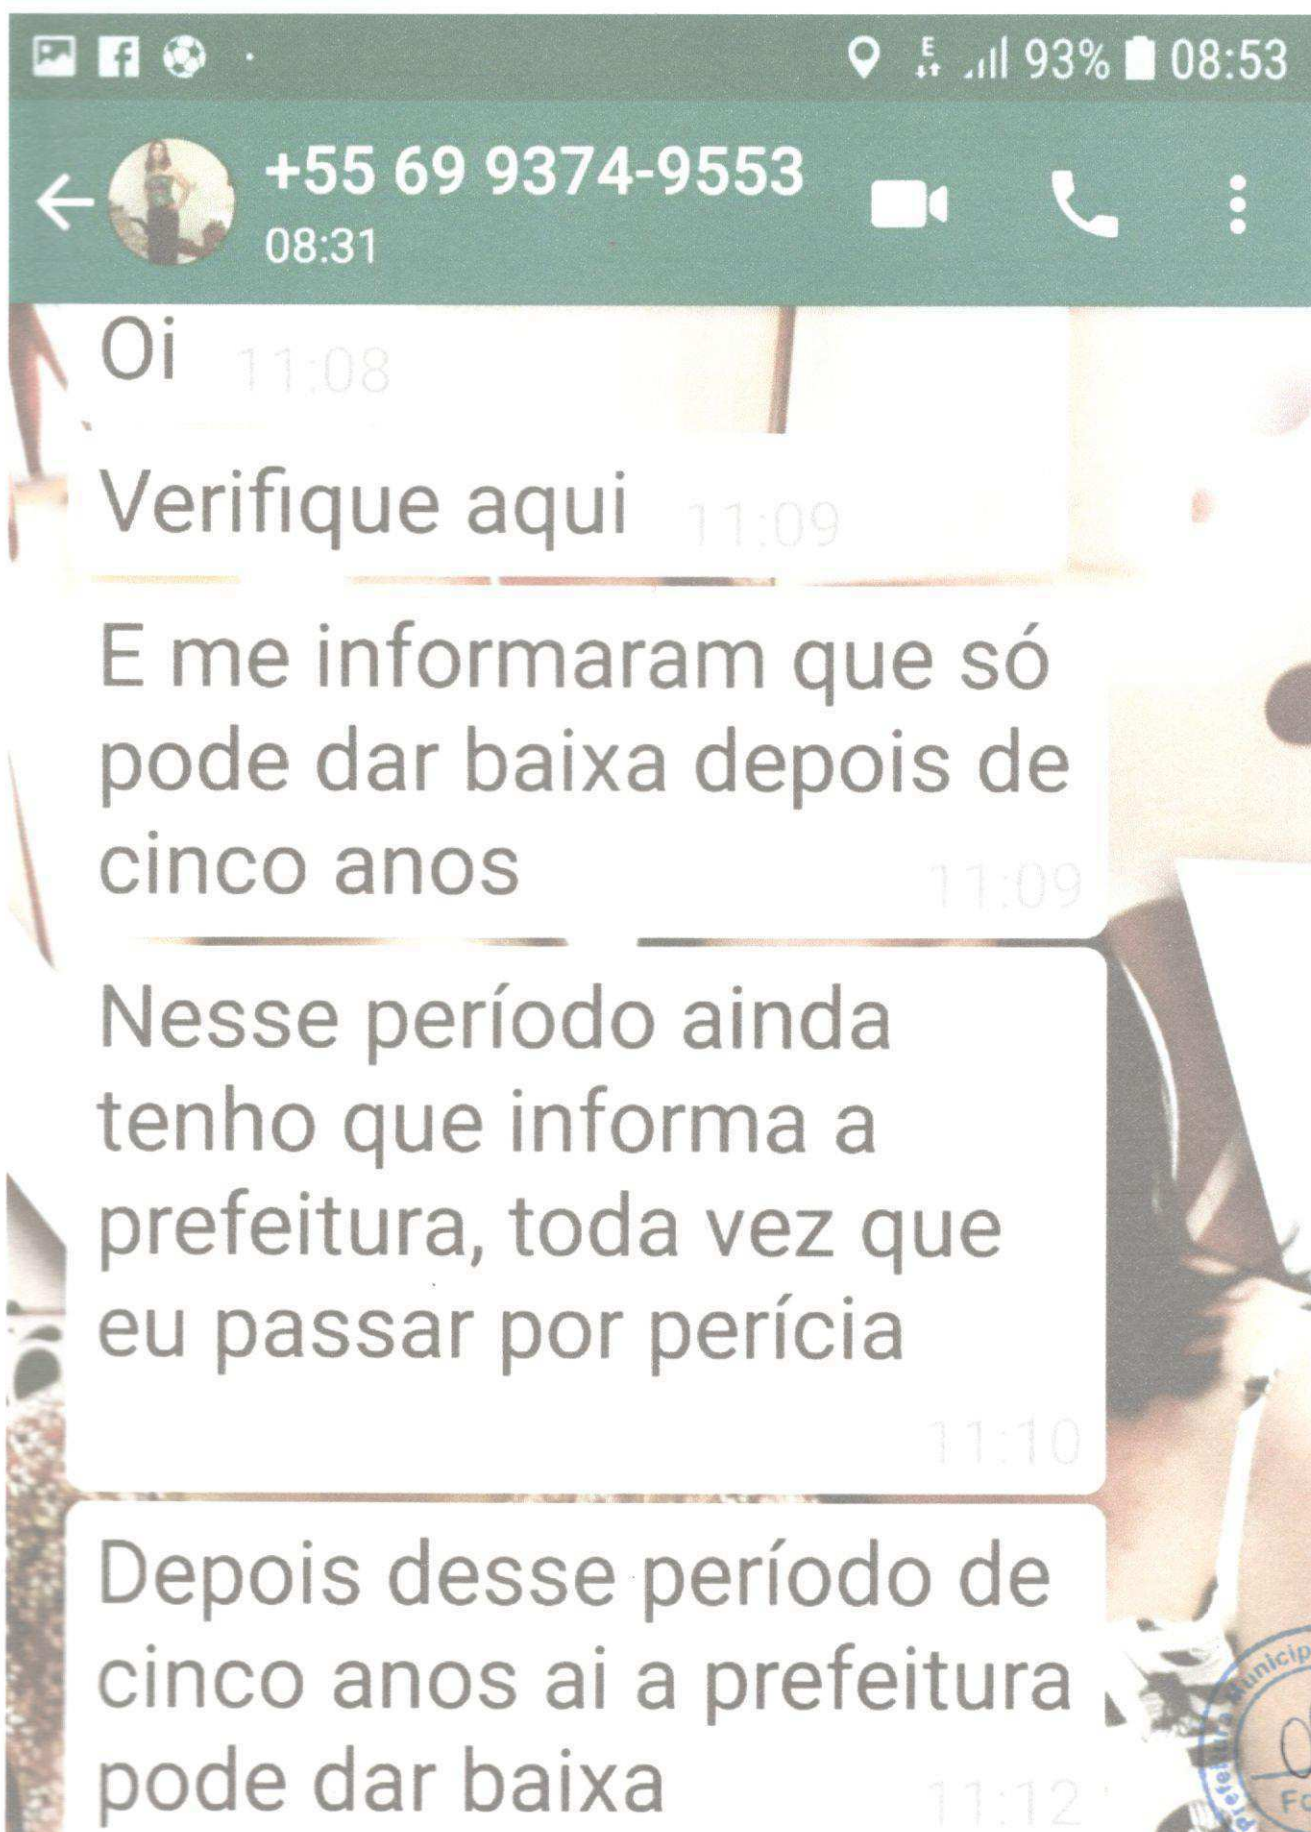 93% 08:53
+55 69 9374-9553
08:31
Oi 11:08
Verifique aqui 11:09
E me informaram que só
pode dar baixa depois de
cinco anos 11:09
Nesse período ainda
tenho que informa a
prefeitura, toda vez que
eu passar por perícia
11:10
Depois desse período de
cinco anos ai a prefeitura
pode dar baixa 11:12
Prefeitura Municip
Fo